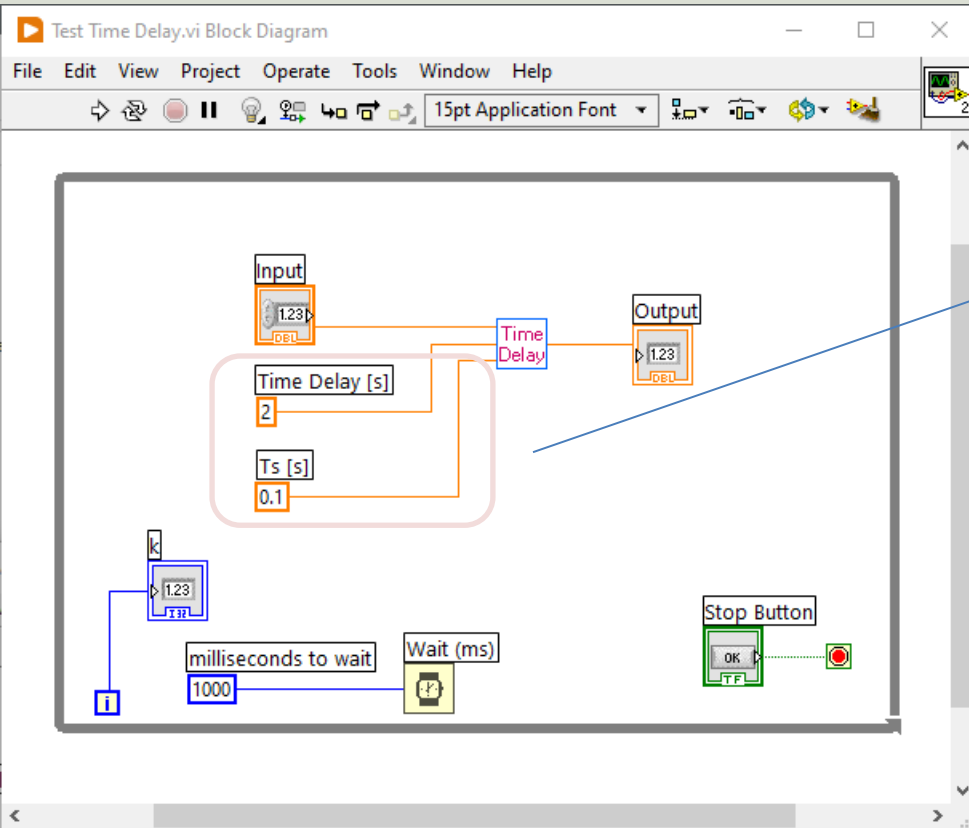 Test Time Delay.vi Block Diagram
File Edit View Project Operate Tools Window Help
15pt Application Font
2
Input
1.23
DBL
Time
Delay
Output
1.23
DBL
Time Delay [s]
2
Ts [s]
0.1
k
1.23
I32
i
milliseconds to wait
1000
Wait (ms)
Stop Button
OK
TF